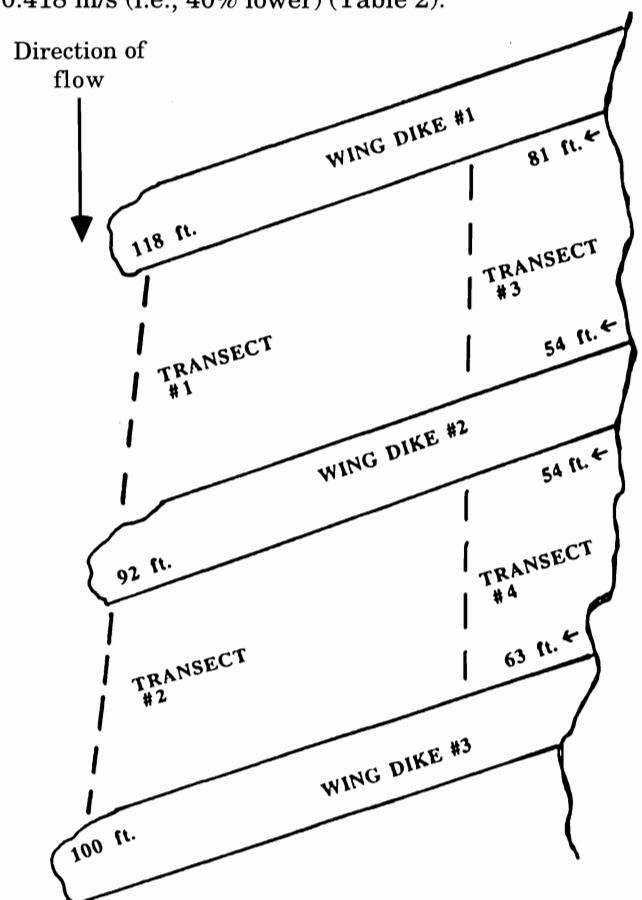 0.418 m/s (i.e., 40% lower) (Table 2).
Direction of
flow
WING DIKE #1
81 ft.←
118 ft.
TRANSECT
#3
TRANSECT
#1
54 ft.←
WING DIKE #2
54 ft.←
92 ft.
TRANSECT
#4
TRANSECT
#2
63 ft.←
WING DIKE #3
100 ft.